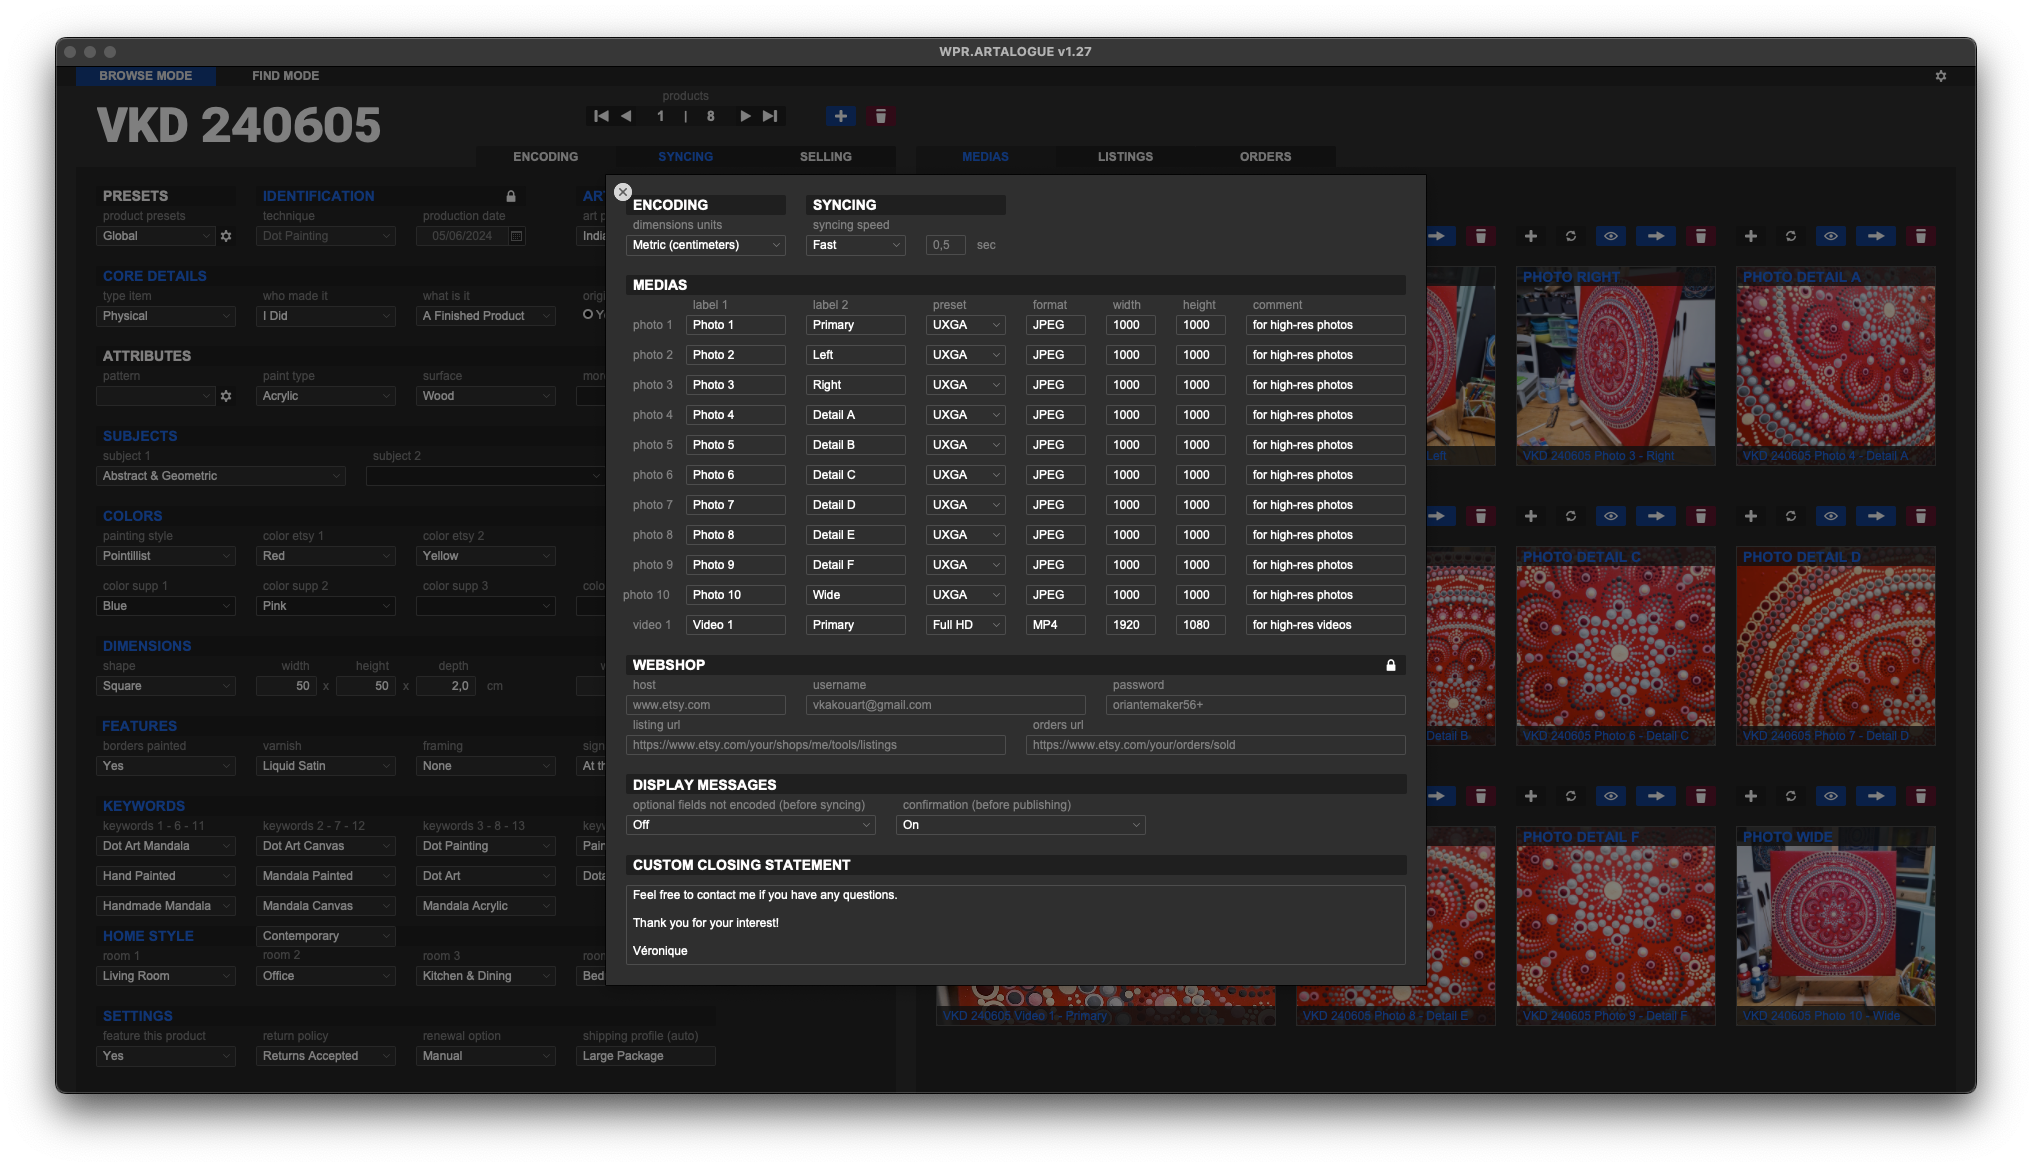 WPR.ARTALOGUE v1.27
BROWSE MODE FIND MODE
VKD 240605
products
1 | 8
ENCODING SYNCING SELLING MEDIAS LISTINGS ORDERS
PRESETS IDENTIFICATION
product presets technique production date
Global Dot Painting 05/06/2024
CORE DETAILS
type item who made it what is it
Physical I Did A Finished Product
ATTRIBUTES
pattern paint type surface
Acrylic Wood
SUBJECTS
subject 1 subject 2
Abstract & Geometric
COLORS
painting style color etsy 1 color etsy 2
Pointillist Red Yellow
color supp 1 color supp 2 color supp 3
Blue Pink
DIMENSIONS
shape width height depth
Square 50 x 50 x 2,0 cm
FEATURES
borders painted varnish framing
Yes Liquid Satin None
KEYWORDS
keywords 1 - 6 - 11 keywords 2 - 7 - 12 keywords 3 - 8 - 13
Dot Art Mandala Dot Art Canvas Dot Painting
Hand Painted Mandala Painted Dot Art
Handmade Mandala Mandala Canvas Mandala Acrylic
HOME STYLE Contemporary
room 1 room 2 room 3
Living Room Office Kitchen & Dining Bed
SETTINGS
feature this product return policy renewal option shipping profile (auto)
Yes Returns Accepted Manual Large Package
ENCODING SYNCING
dimensions units syncing speed
Metric (centimeters) Fast 0,5 sec
MEDIAS
label 1 label 2 preset format width height comment
photo 1 Photo 1 Primary UXGA JPEG 1000 1000 for high-res photos
photo 2 Photo 2 Left UXGA JPEG 1000 1000 for high-res photos
photo 3 Photo 3 Right UXGA JPEG 1000 1000 for high-res photos
photo 4 Photo 4 Detail A UXGA JPEG 1000 1000 for high-res photos
photo 5 Photo 5 Detail B UXGA JPEG 1000 1000 for high-res photos
photo 6 Photo 6 Detail C UXGA JPEG 1000 1000 for high-res photos
photo 7 Photo 7 Detail D UXGA JPEG 1000 1000 for high-res photos
photo 8 Photo 8 Detail E UXGA JPEG 1000 1000 for high-res photos
photo 9 Photo 9 Detail F UXGA JPEG 1000 1000 for high-res photos
photo 10 Photo 10 Wide UXGA JPEG 1000 1000 for high-res photos
video 1 Video 1 Primary Full HD MP4 1920 1080 for high-res videos
WEBSHOP
host username password
www.etsy.com vkakouart@gmail.com oriantemaker56+
listing url orders url
https://www.etsy.com/your/shops/me/tools/listings https://www.etsy.com/your/orders/sold
DISPLAY MESSAGES
optional fields not encoded (before syncing) confirmation (before publishing)
Off On
CUSTOM CLOSING STATEMENT
Feel free to contact me if you have any questions.
Thank you for your interest!
Véronique
PHOTO RIGHT PHOTO DETAIL A
Left VKD 240605 Photo 3 - Right VKD 240605 Photo 4 - Detail A
PHOTO DETAIL C PHOTO DETAIL D
Detail B VKD 240605 Photo 6 - Detail C VKD 240605 Photo 7 - Detail D
PHOTO DETAIL F PHOTO WIDE
VKD 240605 Video 1 - Primary VKD 240605 Photo 8 - Detail E VKD 240605 Photo 9 - Detail F VKD 240605 Photo 10 - Wide